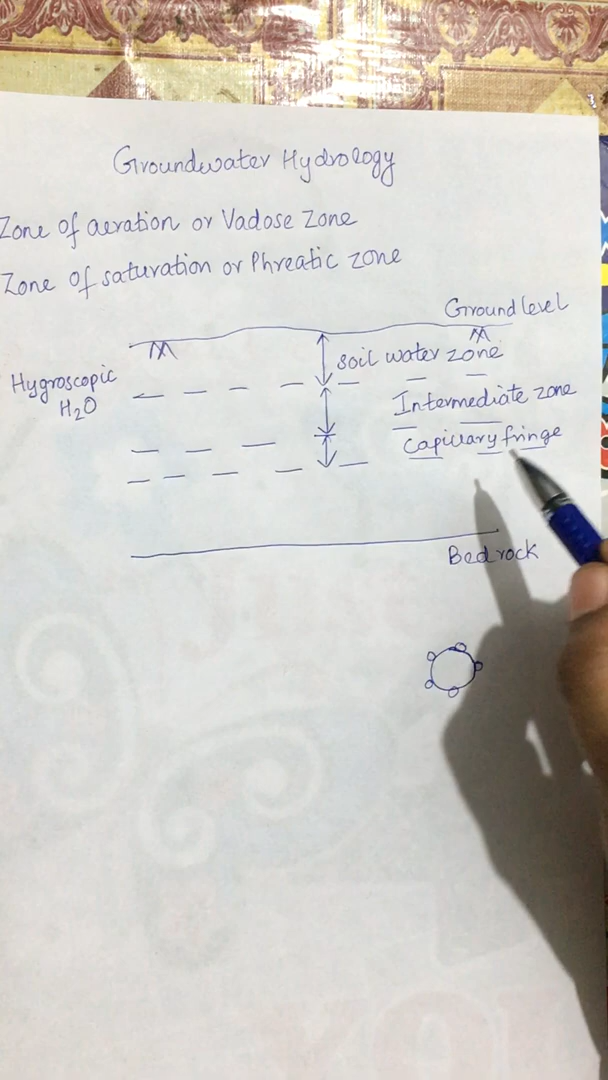 Groundwater Hydrology
Zone of aeration or Vadose Zone
Zone of saturation or Phreatic zone
Ground level
soil water zone
Hygroscopic
H2O
Intermediate zone
capillary fringe
Bed rock